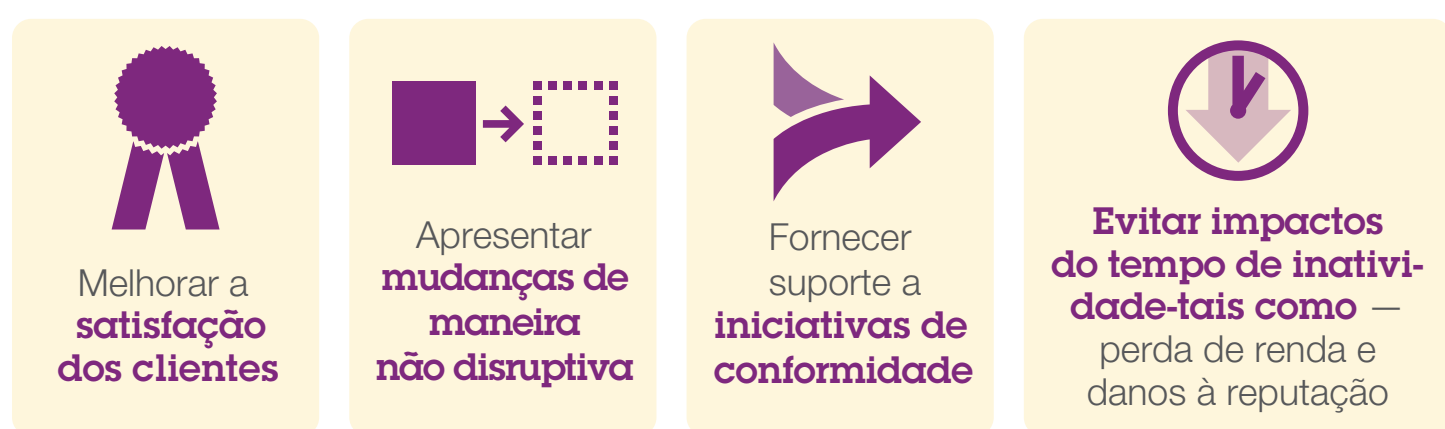 Melhorar a
satisfação
dos clientes
Apresentar
mudanças de
maneira
não disruptiva
Fornecer
suporte a
iniciativas de
conformidade
Evitar impactos
do tempo de inativi-
dade-tais como —
perda de renda e
danos à reputação